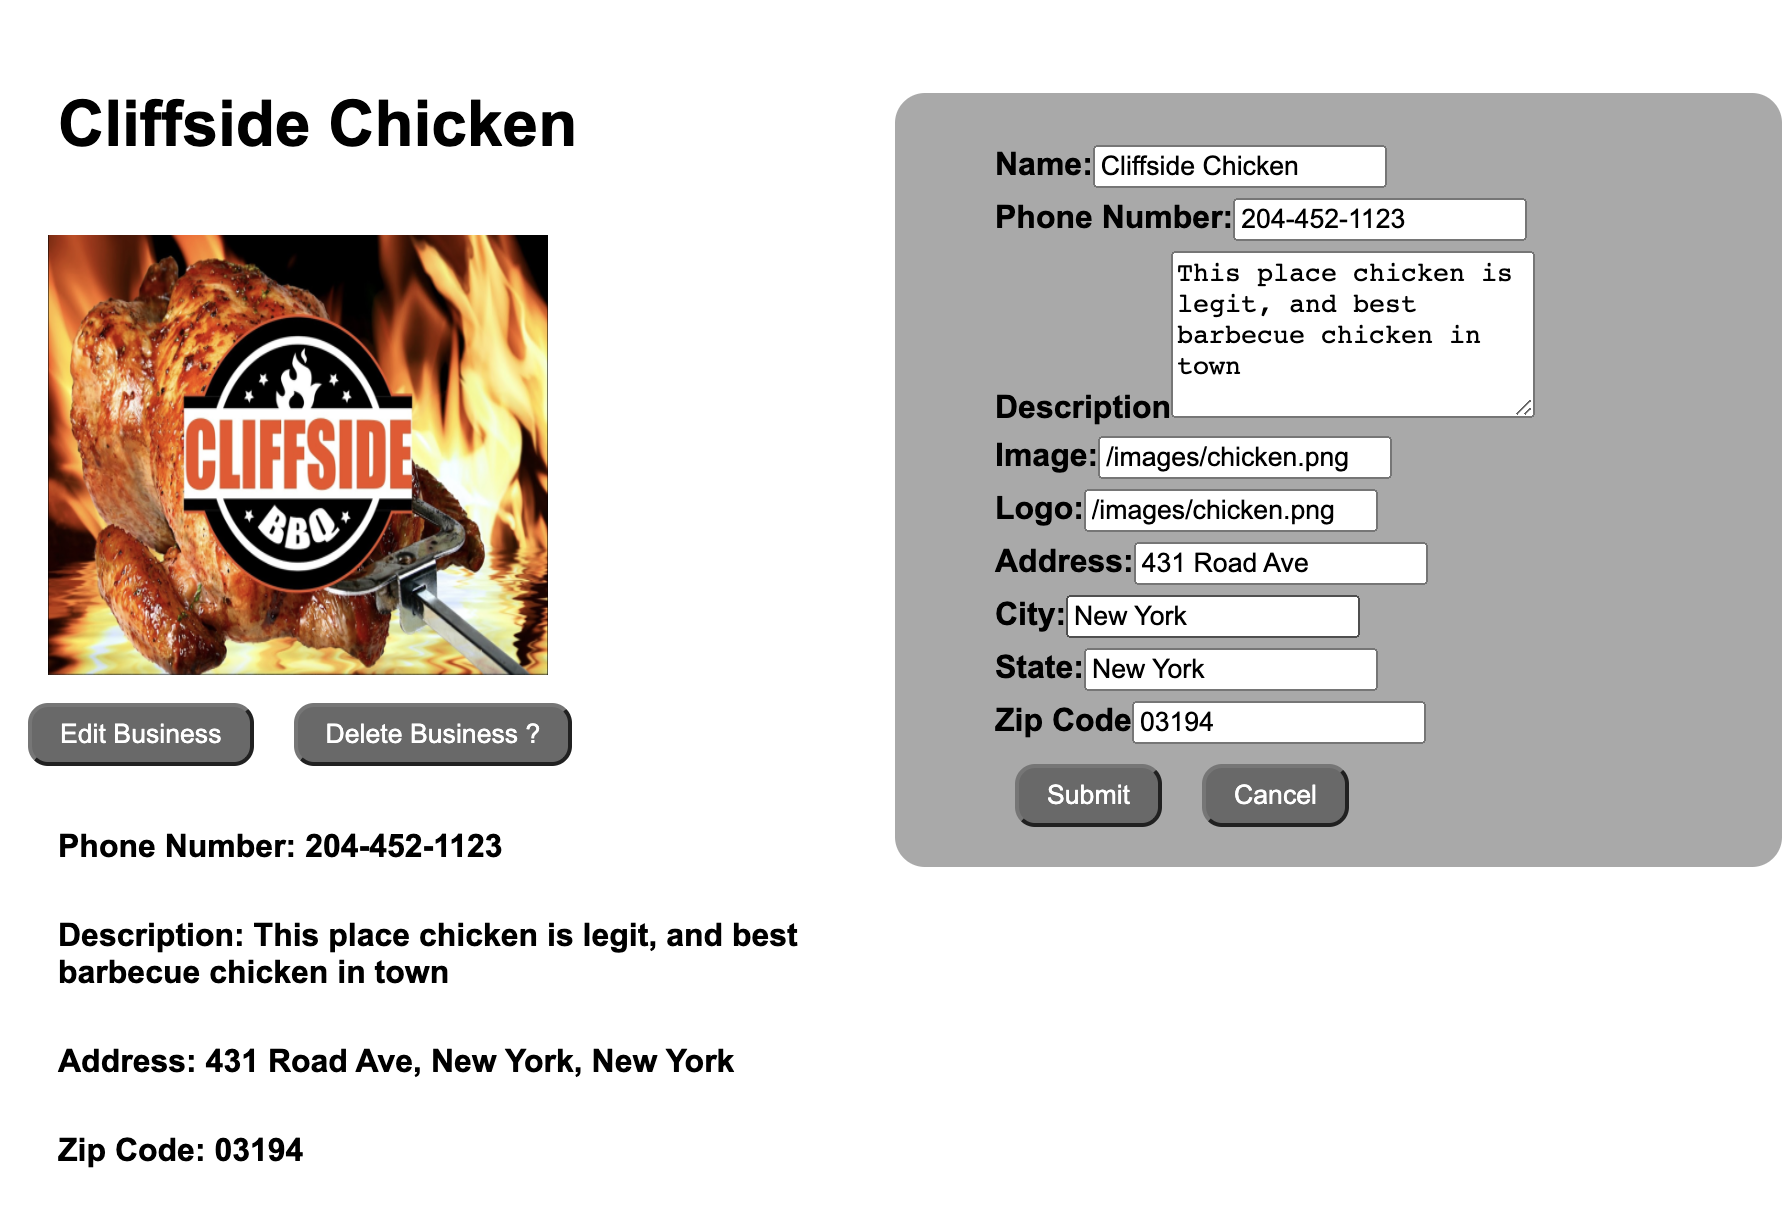 Cliffside Chicken
CLIFFSIDE
BBQ
Edit Business
Delete Business ?
Phone Number: 204-452-1123
Description: This place chicken is legit, and best
barbecue chicken in town
Address: 431 Road Ave, New York, New York
Zip Code: 03194
Name: Cliffside Chicken
Phone Number: 204-452-1123
This place chicken is
legit, and best
barbecue chicken in
town
Description
Image: /images/chicken.png
Logo: /images/chicken.png
Address: 431 Road Ave
City: New York
State: New York
Zip Code 03194
Submit
Cancel